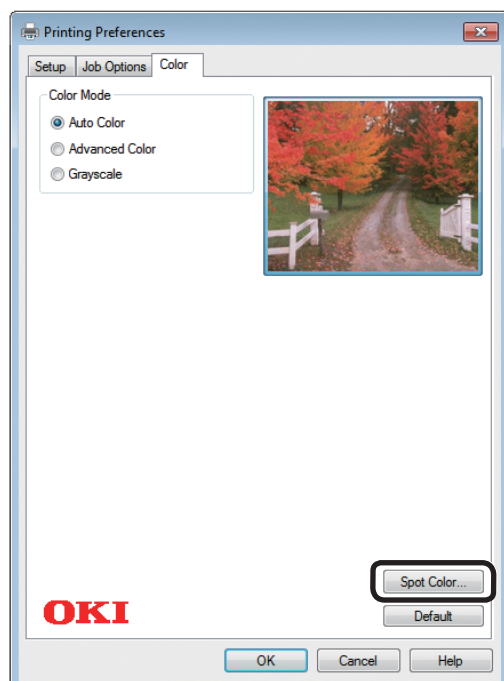 Printing Preferences
Setup Job Options Color
Color Mode
Auto Color
Advanced Color
Grayscale
Spot Color...
OKI
Default
OK Cancel Help